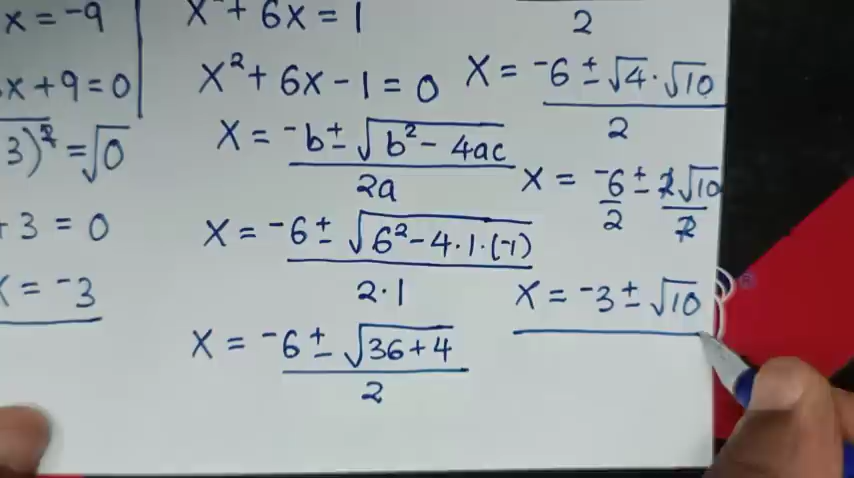 x = -9
x + 9 = 0
3)² = √0
+ 3 = 0
x = -3
x² + 6x = 1
x² + 6x - 1 = 0
x = -b ± √b² - 4ac
2a
x = -6 ± √6² - 4·1·(-1)
2·1
x = -6 ± √36 + 4
2
2
x = -6 ± √4 · √10
2
x = -6 ± 2√10
2 2
x = -3 ± √10